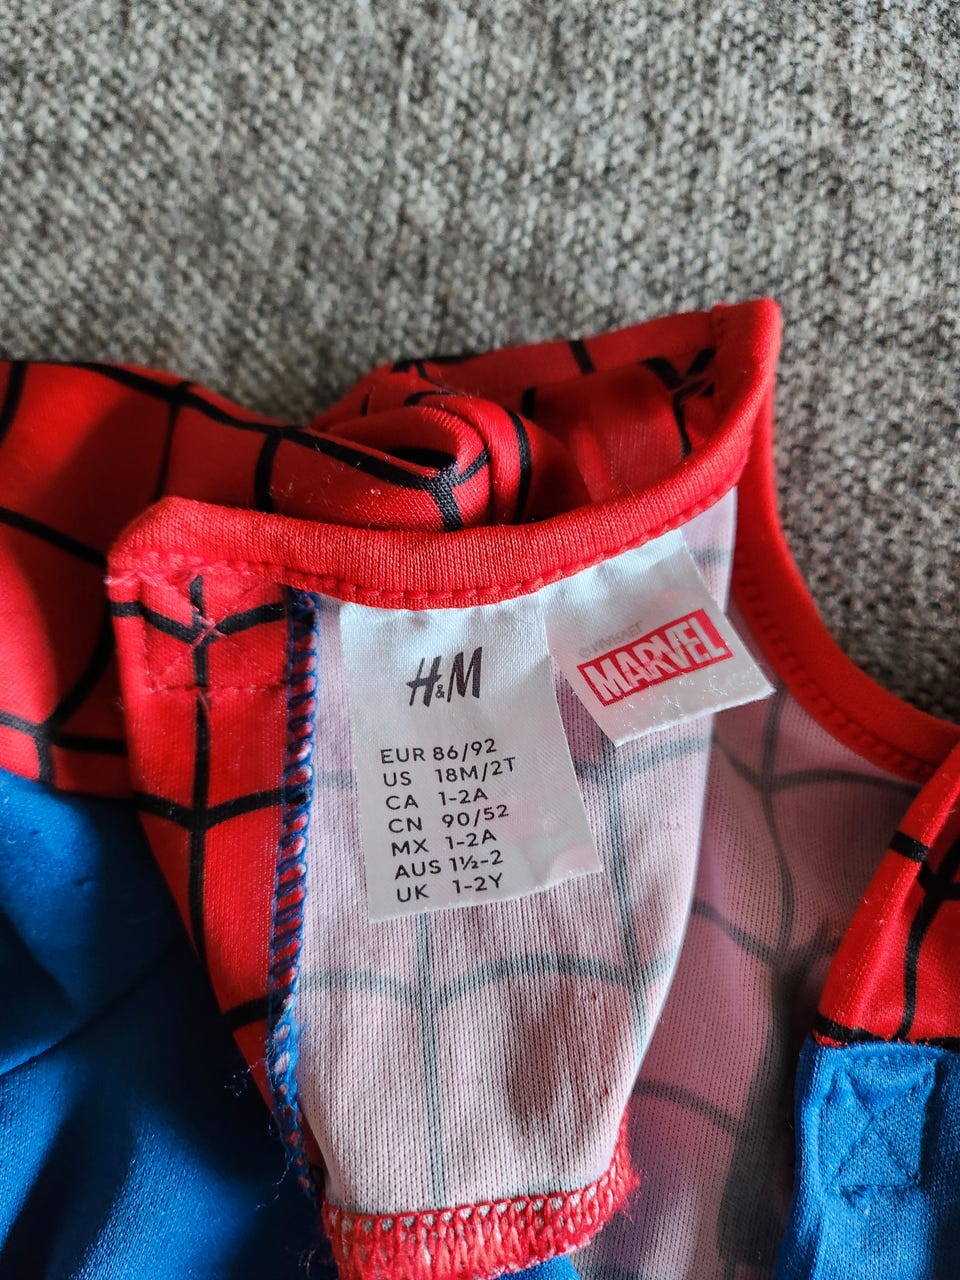 H&M
EUR 86/92
US 18M/2T
CA 1-2A
CN 90/52
MX 1-2A
AUS 1½-2
UK 1-2Y
© MARVEL
MARVEL